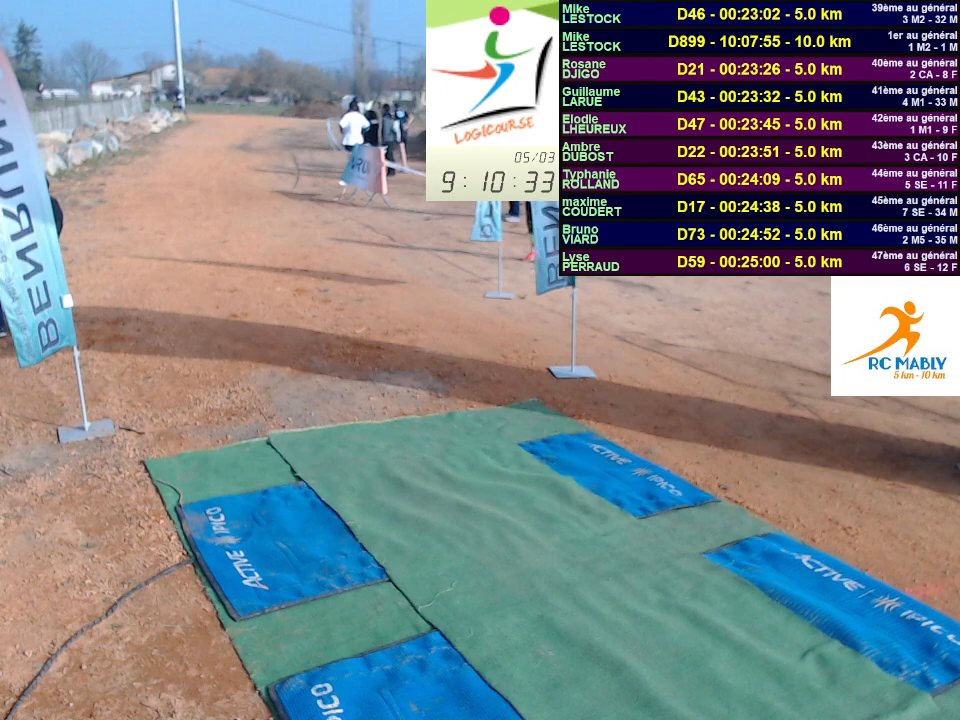 Mike
LESTOCK
D46 - 00:23:02 - 5.0 km
39ème au général
3 M2 - 32 M
Mike
LESTOCK
D899 - 10:07:55 - 10.0 km
1er au général
1 M2 - 1 M
Rosane
DJIGO
D21 - 00:23:26 - 5.0 km
40ème au général
2 CA - 8 F
Guillaume
LARUE
D43 - 00:23:32 - 5.0 km
41ème au général
4 M1 - 33 M
Elodie
LHEUREUX
D47 - 00:23:45 - 5.0 km
42ème au général
1 M1 - 9 F
Ambre
DUBOST
D22 - 00:23:51 - 5.0 km
43ème au général
3 CA - 10 F
Typhanie
ROLLAND
D65 - 00:24:09 - 5.0 km
44ème au général
5 SE - 11 F
maxime
COUDERT
D17 - 00:24:38 - 5.0 km
45ème au général
7 SE - 34 M
Bruno
VIARD
D73 - 00:24:52 - 5.0 km
46ème au général
2 M5 - 35 M
Lyse
PERRAUD
D59 - 00:25:00 - 5.0 km
47ème au général
6 SE - 12 F
LOGICOURSE
05/03
9:10:33
RC MABLY
5 km - 10 km
BENRUN
BEN
ACTIVE IPICO
ACTIVE IPICO
ACTIVE IPICO
PICO